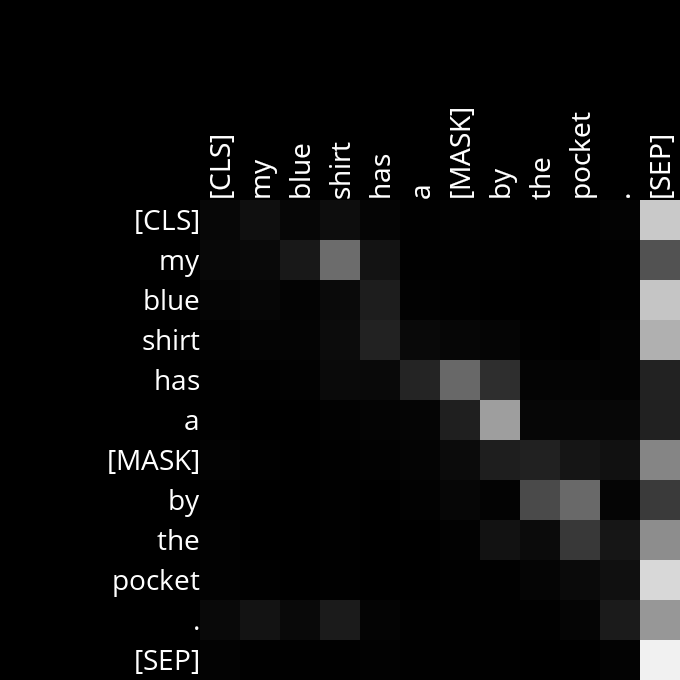 [CLS] my blue shirt has a [MASK] by the pocket . [SEP]
[CLS]
my
blue
shirt
has
a
[MASK]
by
the
pocket
.
[SEP]